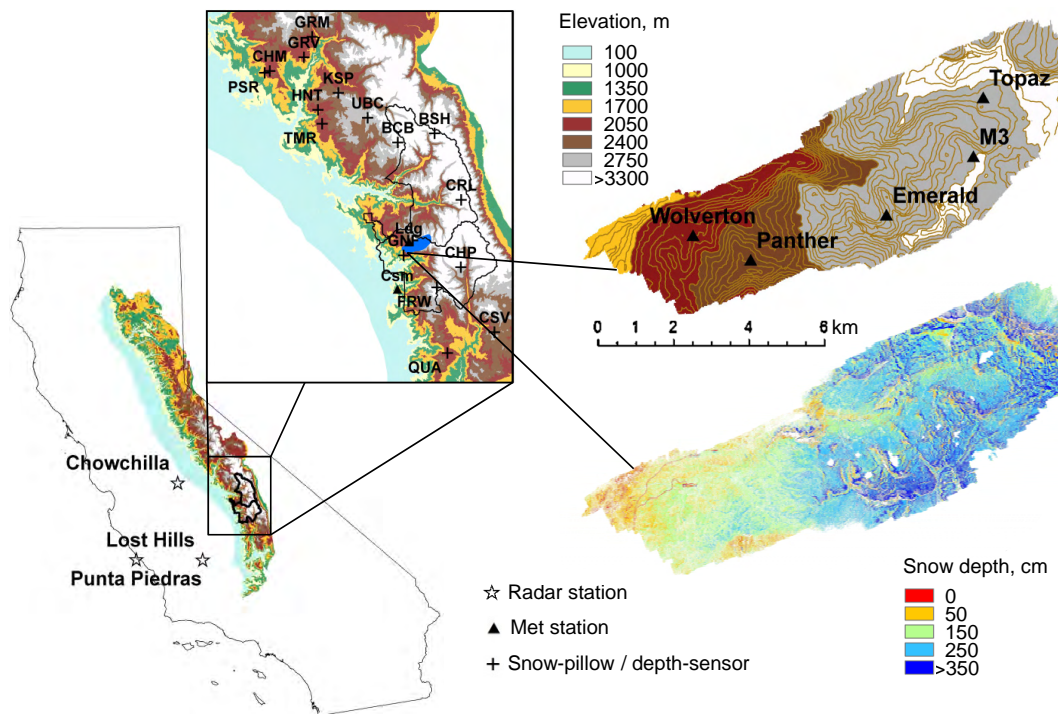 GRM
GRV
CHM
PSR
KSP
HNT
UBC
TMR
BCB
BSH
CRL
Ldg
CHP
Csm
FRW
CSV
QUA
Elevation, m
100
1000
1350
1700
2050
2400
2750
>3300
Topaz
M3
Emerald
Wolverton
Panther
0 2 4 6 km
Chowchilla
Lost Hills
Punta Piedras
Radar station
Met station
Snow-pillow / depth-sensor
Snow depth, cm
0
50
150
250
>350